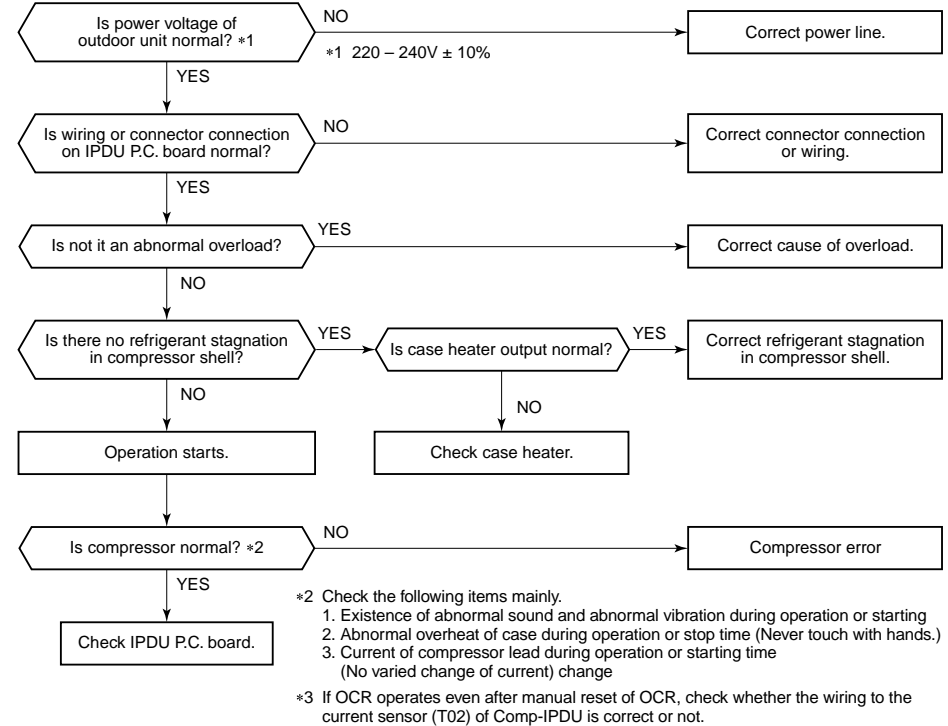 Is power voltage of
outdoor unit normal? *1
NO
Correct power line.
*1 220 – 240V ± 10%
YES
Is wiring or connector connection
on IPDU P.C. board normal?
NO
Correct connector connection
or wiring.
YES
Is not it an abnormal overload?
YES
Correct cause of overload.
NO
Is there no refrigerant stagnation
in compressor shell?
YES
Is case heater output normal?
YES
Correct refrigerant stagnation
in compressor shell.
NO
NO
Operation starts.
Check case heater.
Is compressor normal? *2
NO
Compressor error
YES
Check IPDU P.C. board.
*2 Check the following items mainly.
1. Existence of abnormal sound and abnormal vibration during operation or starting
2. Abnormal overheat of case during operation or stop time (Never touch with hands.)
3. Current of compressor lead during operation or starting time
(No varied change of current) change
*3 If OCR operates even after manual reset of OCR, check whether the wiring to the
current sensor (T02) of Comp-IPDU is correct or not.